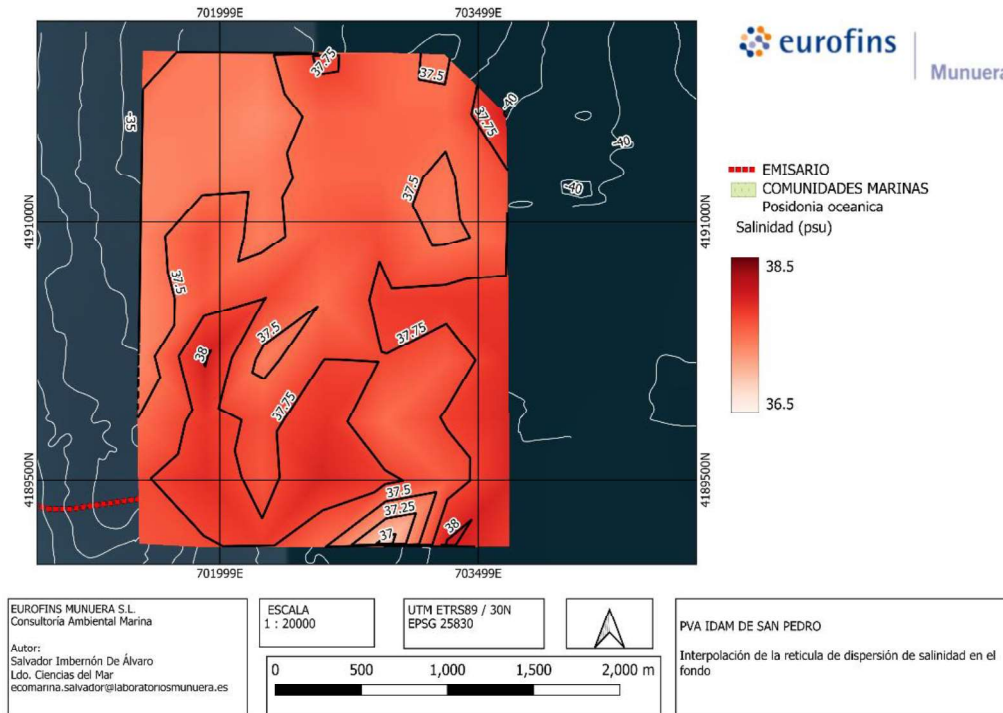 701999E
703499E
37.75
37.5
-40
37.75
-35
-40
-40
37.5
4191000N
4191000N
37.5
37.75
37.5
38
37.75
4189500N
4189500N
37.5
37.25
37
38
701999E
703499E
eurofins
Munuera
EMISARIO
COMUNIDADES MARINAS
Posidonia oceanica
Salinidad (psu)
38.5
36.5
EUROFINS MUNUERA S.L.
Consultoría Ambiental Marina
Autor:
Salvador Imbernón De Álvaro
Ldo. Ciencias del Mar
ecomarina.salvador@laboratoriosmunuera.es
ESCALA
1 : 20000
UTM ETRS89 / 30N
EPSG 25830
0 500 1,000 1,500 2,000 m
PVA IDAM DE SAN PEDRO
Interpolación de la reticula de dispersión de salinidad en el
fondo